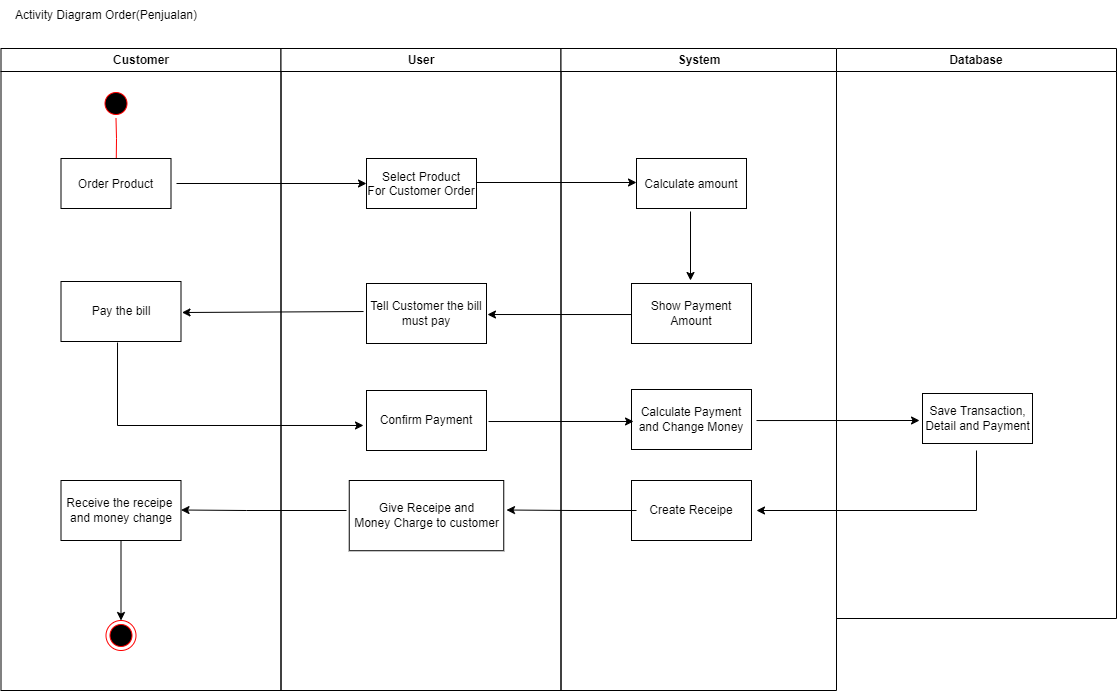 Activity Diagram Order(Penjualan)
Customer
User
System
Database
Order Product
Select Product
For Customer Order
Calculate amount
Pay the bill
Tell Customer the bill
must pay
Show Payment
Amount
Confirm Payment
Calculate Payment
and Change Money
Save Transaction,
Detail and Payment
Receive the receipe
and money change
Give Receipe and
Money Charge to customer
Create Receipe